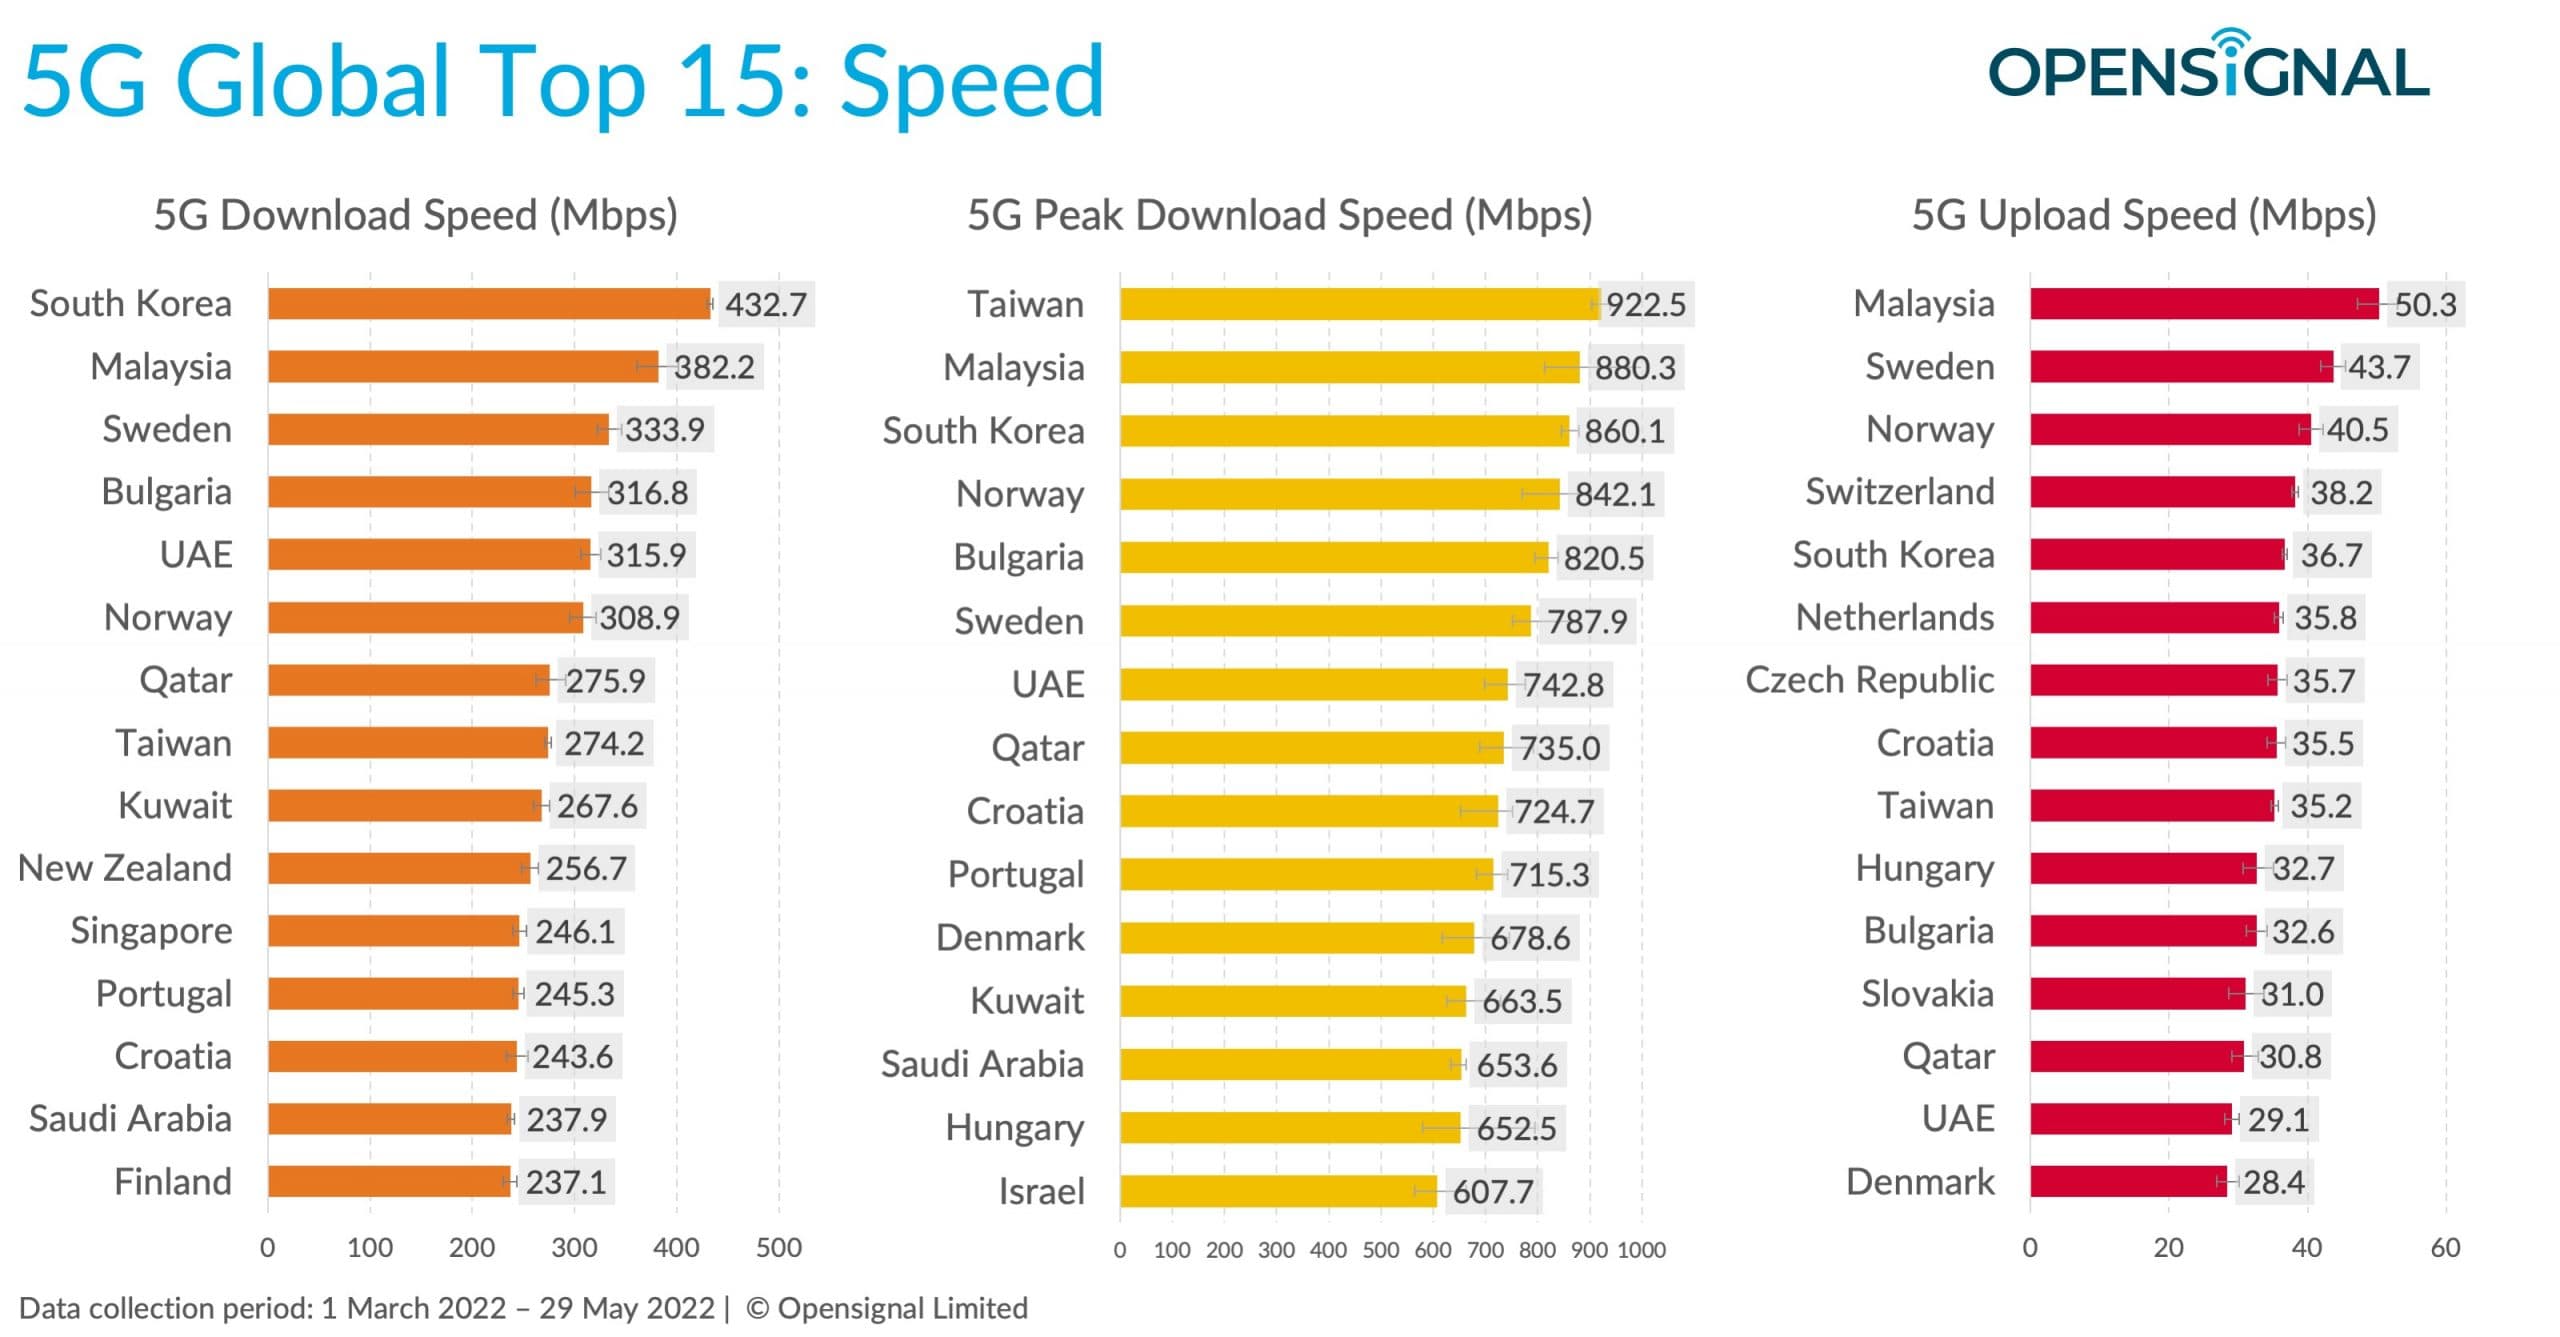 5G Global Top 15: Speed
OPENSiGNAL
5G Download Speed (Mbps)
South Korea 432.7
Malaysia 382.2
Sweden 333.9
Bulgaria 316.8
UAE 315.9
Norway 308.9
Qatar 275.9
Taiwan 274.2
Kuwait 267.6
New Zealand 256.7
Singapore 246.1
Portugal 245.3
Croatia 243.6
Saudi Arabia 237.9
Finland 237.1
0 100 200 300 400 500
5G Peak Download Speed (Mbps)
Taiwan 922.5
Malaysia 880.3
South Korea 860.1
Norway 842.1
Bulgaria 820.5
Sweden 787.9
UAE 742.8
Qatar 735.0
Croatia 724.7
Portugal 715.3
Denmark 678.6
Kuwait 663.5
Saudi Arabia 653.6
Hungary 652.5
Israel 607.7
0 100 200 300 400 500 600 700 800 900 1000
5G Upload Speed (Mbps)
Malaysia 50.3
Sweden 43.7
Norway 40.5
Switzerland 38.2
South Korea 36.7
Netherlands 35.8
Czech Republic 35.7
Croatia 35.5
Taiwan 35.2
Hungary 32.7
Bulgaria 32.6
Slovakia 31.0
Qatar 30.8
UAE 29.1
Denmark 28.4
0 20 40 60
Data collection period: 1 March 2022 – 29 May 2022 | © Opensignal Limited